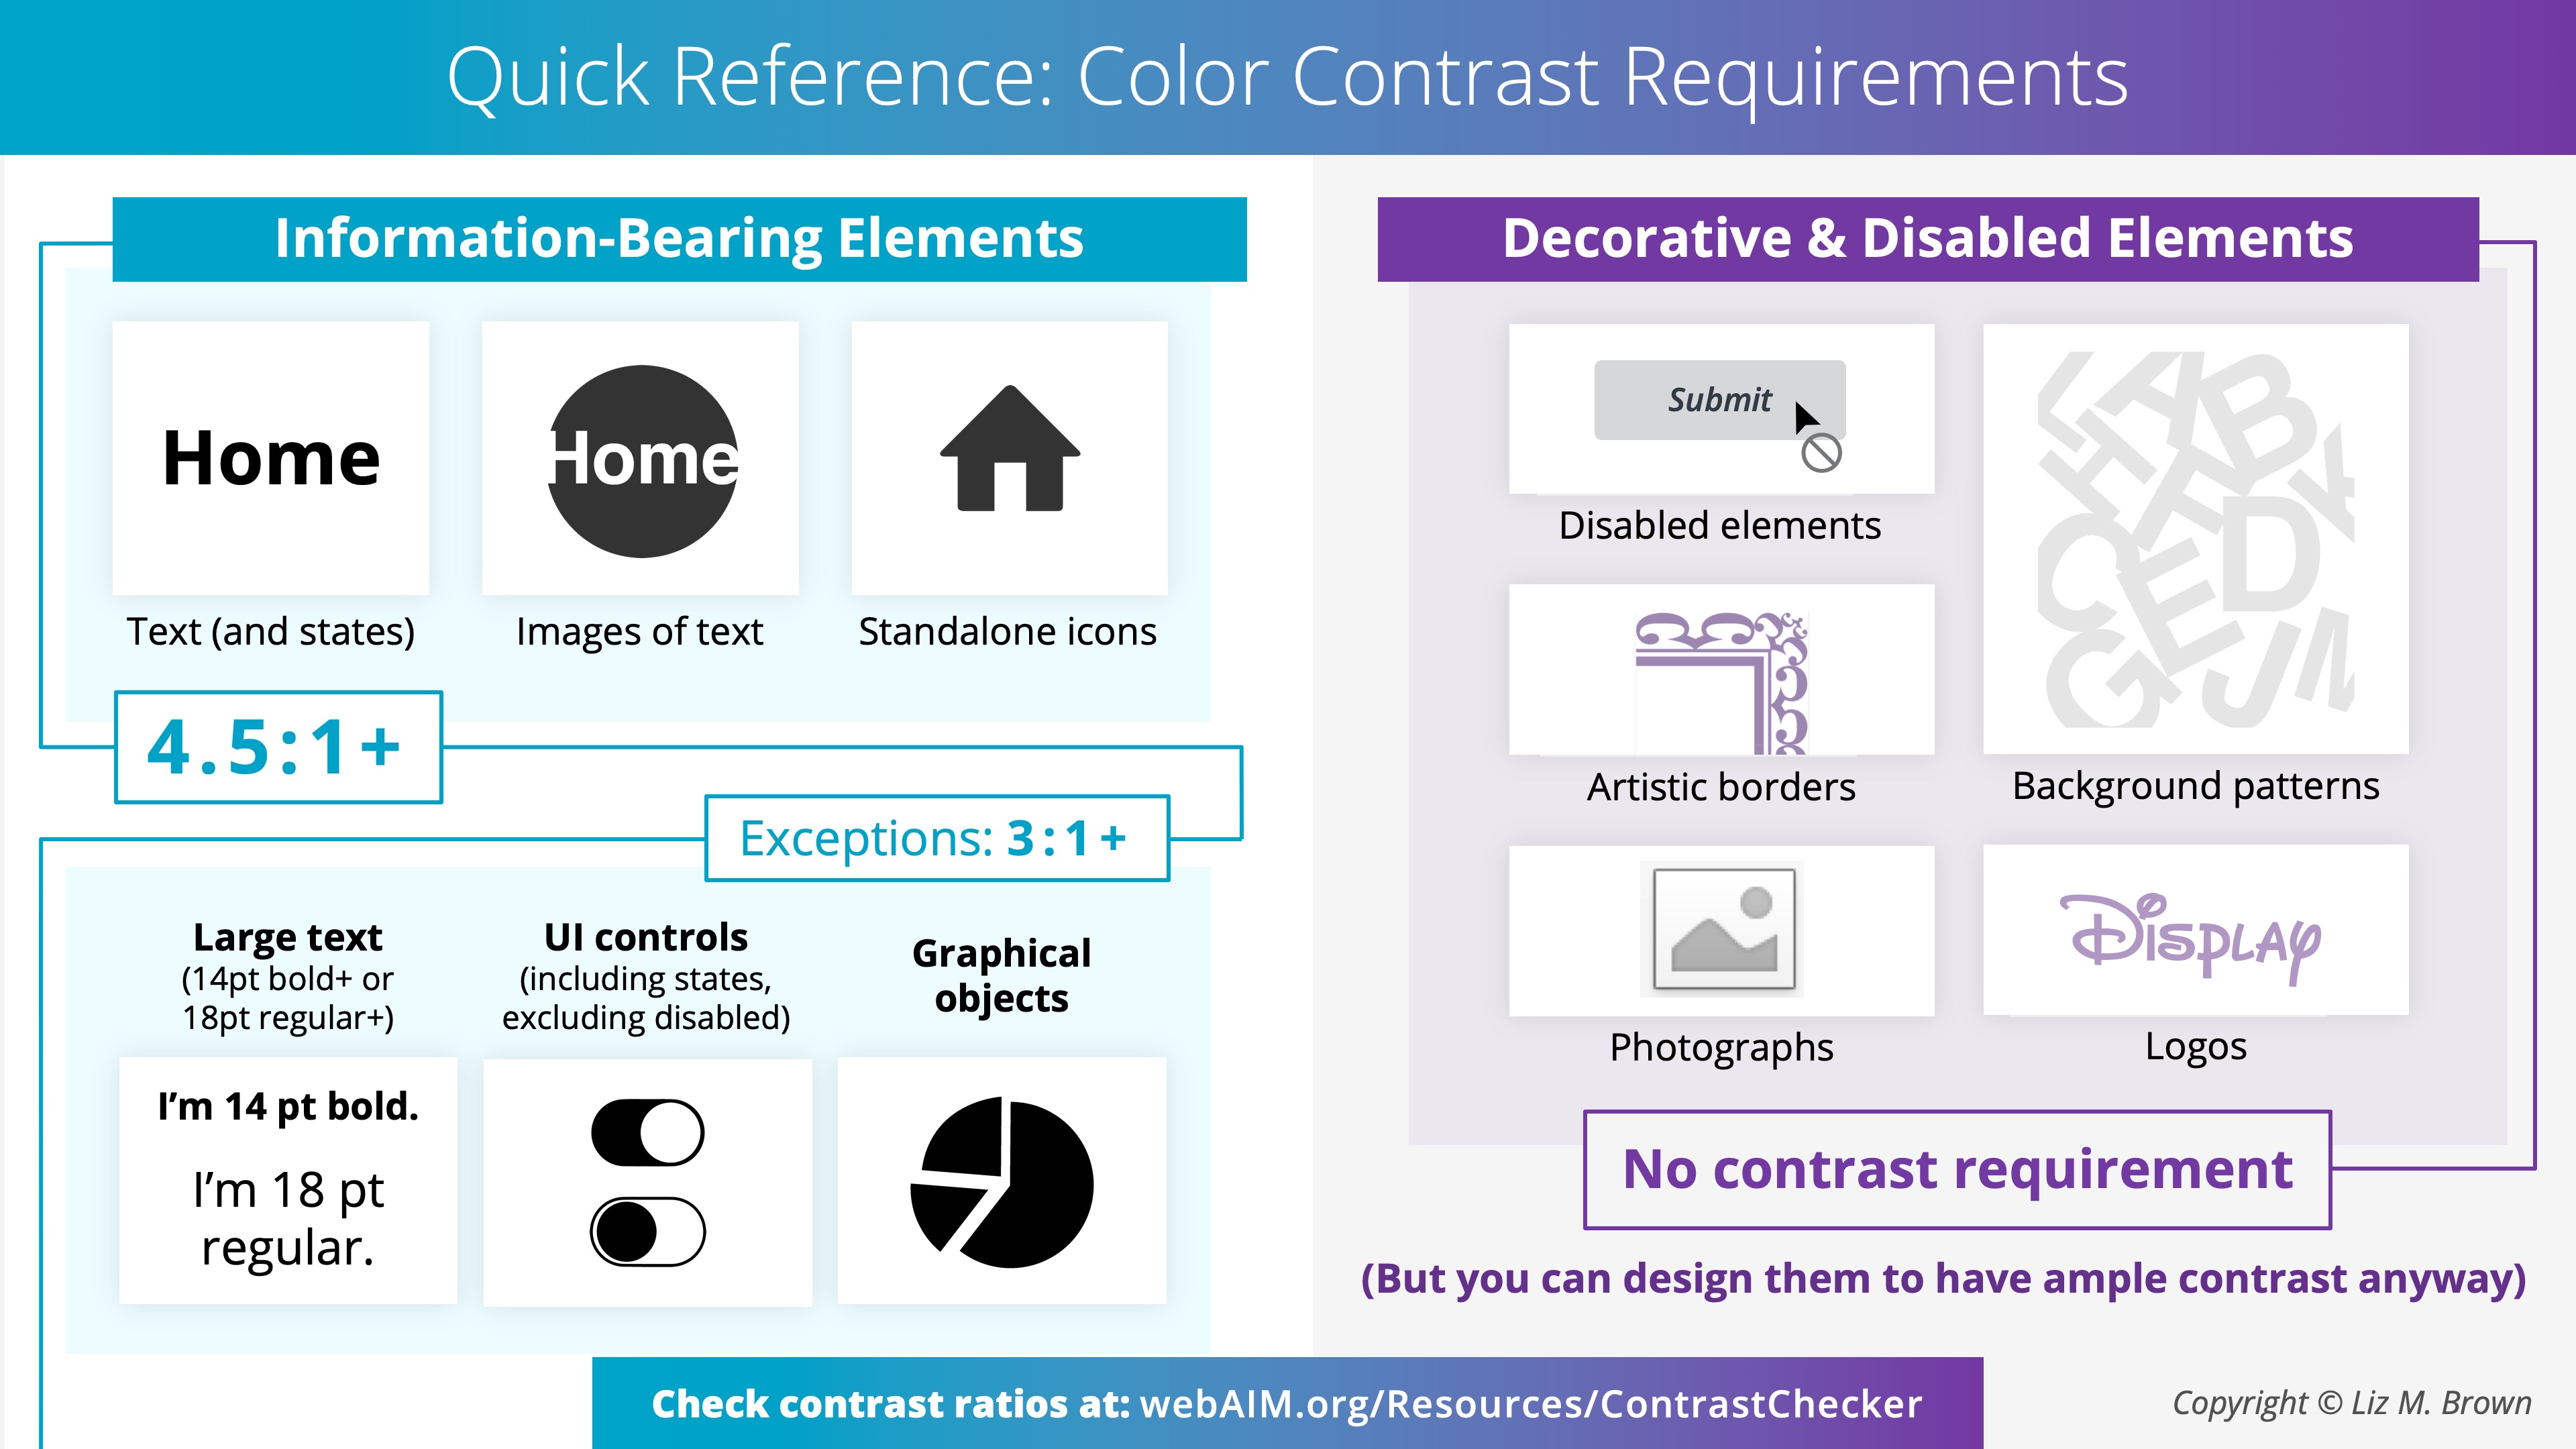 Quick Reference: Color Contrast Requirements
Information-Bearing Elements
Home
Home
Text (and states)
Images of text
Standalone icons
4.5:1+
Exceptions: 3:1+
Large text
(14pt bold+ or
18pt regular+)
UI controls
(including states,
excluding disabled)
Graphical
objects
I’m 14 pt bold.
I’m 18 pt
regular.
Decorative & Disabled Elements
Submit
Disabled elements
Artistic borders
X
B
H
K
C
E
D
G
J
Background patterns
Photographs
Display
Logos
No contrast requirement
(But you can design them to have ample contrast anyway)
Check contrast ratios at: webAIM.org/Resources/ContrastChecker
Copyright © Liz M. Brown